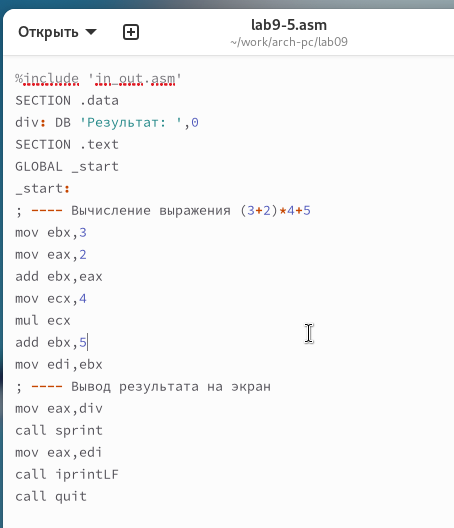 Открыть
lab9-5.asm
~/work/arch-pc/lab09
%include 'in_out.asm'
SECTION .data
div: DB 'Результат: ',0
SECTION .text
GLOBAL _start
_start:
; ---- Вычисление выражения (3+2)*4+5
mov ebx,3
mov eax,2
add ebx,eax
mov ecx,4
mul ecx
add ebx,5
mov edi,ebx
; ---- Вывод результата на экран
mov eax,div
call sprint
mov eax,edi
call iprintLF
call quit